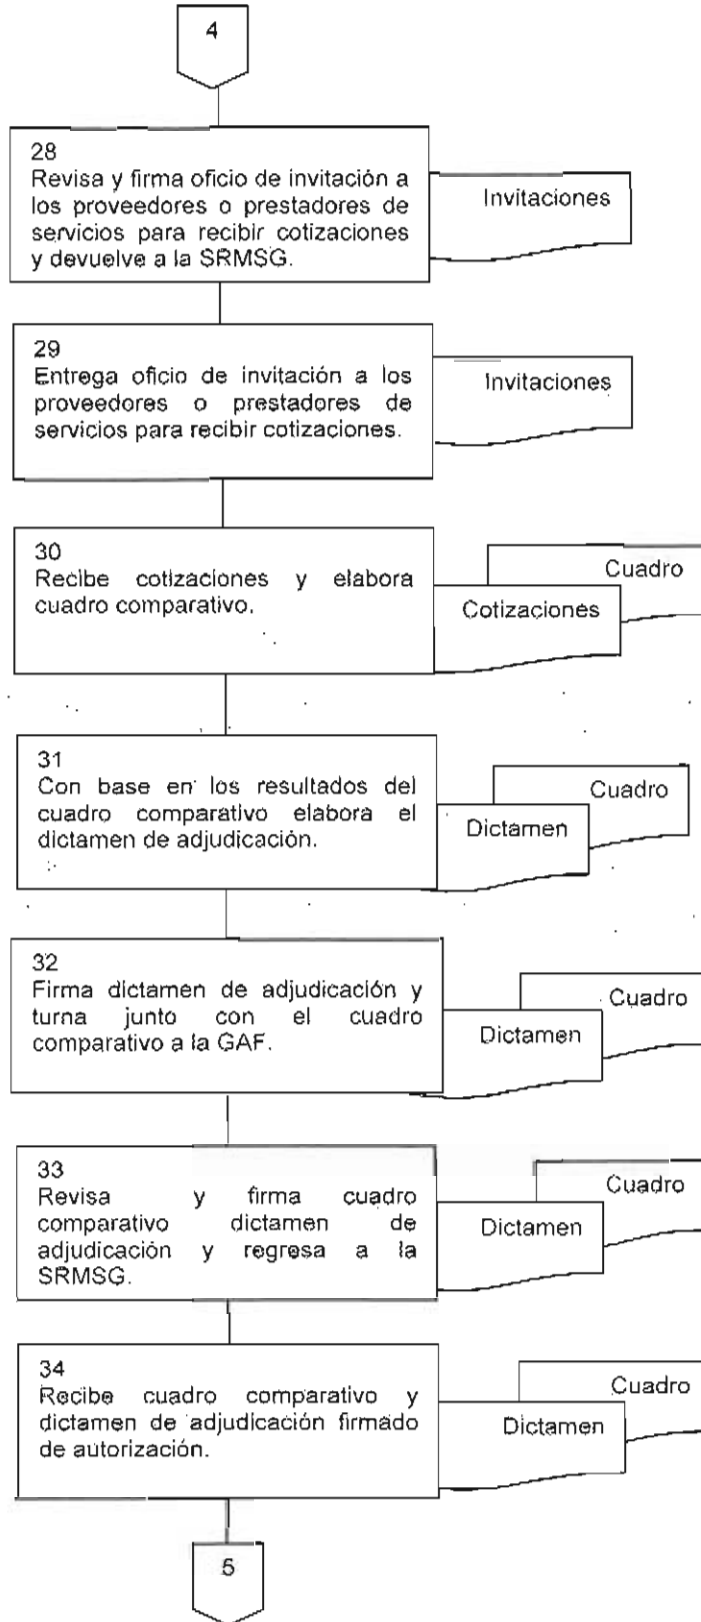 4
28
Revisa y firma oficio de invitación a
los proveedores o prestadores de
servicios para recibir cotizaciones
y devuelve a la SRMSG.
Invitaciones
29
Entrega oficio de invitación a los
proveedores o prestadores de
servicios para recibir cotizaciones.
Invitaciones
30
Recibe cotizaciones y elabora
cuadro comparativo.
Cuadro
Cotizaciones
31
Con base en los resultados del
cuadro comparativo elabora el
dictamen de adjudicación.
Cuadro
Dictamen
32
Firma dictamen de adjudicación y
turna junto con el cuadro
comparativo a la GAF.
Cuadro
Dictamen
33
Revisa y firma cuadro
comparativo dictamen de
adjudicación y regresa a la
SRMSG.
Cuadro
Dictamen
34
Recibe cuadro comparativo y
dictamen de adjudicación firmado
de autorización.
Cuadro
Dictamen
5